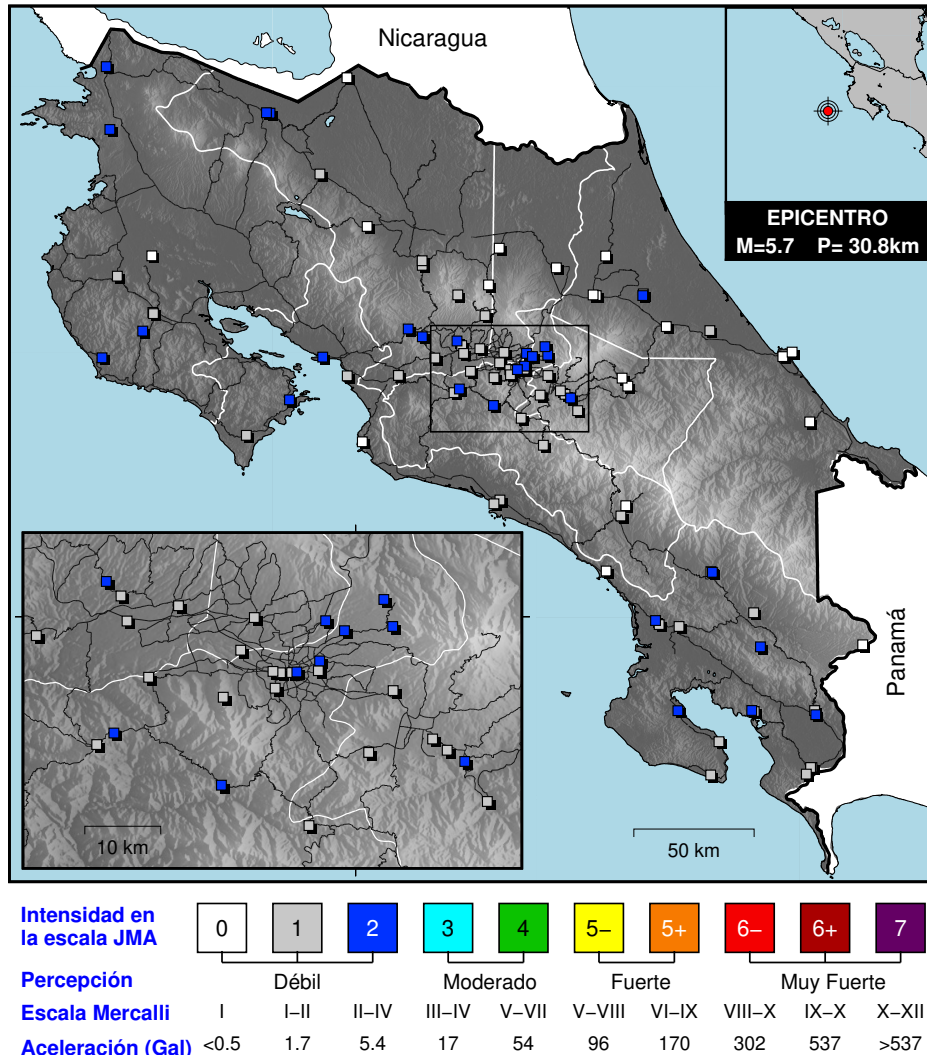 Nicaragua
EPICENTRO
M=5.7 P= 30.8km
Panamá
10 km
50 km
Intensidad en
la escala JMA
0 1 2 3 4 5− 5+ 6− 6+ 7
Percepción Débil Moderado Fuerte Muy Fuerte
Escala Mercalli I I−II II−IV III−IV V−VII V−VIII VI−IX VIII−X IX−X X−XII
Aceleración (Gal) <0.5 1.7 5.4 17 54 96 170 302 537 >537